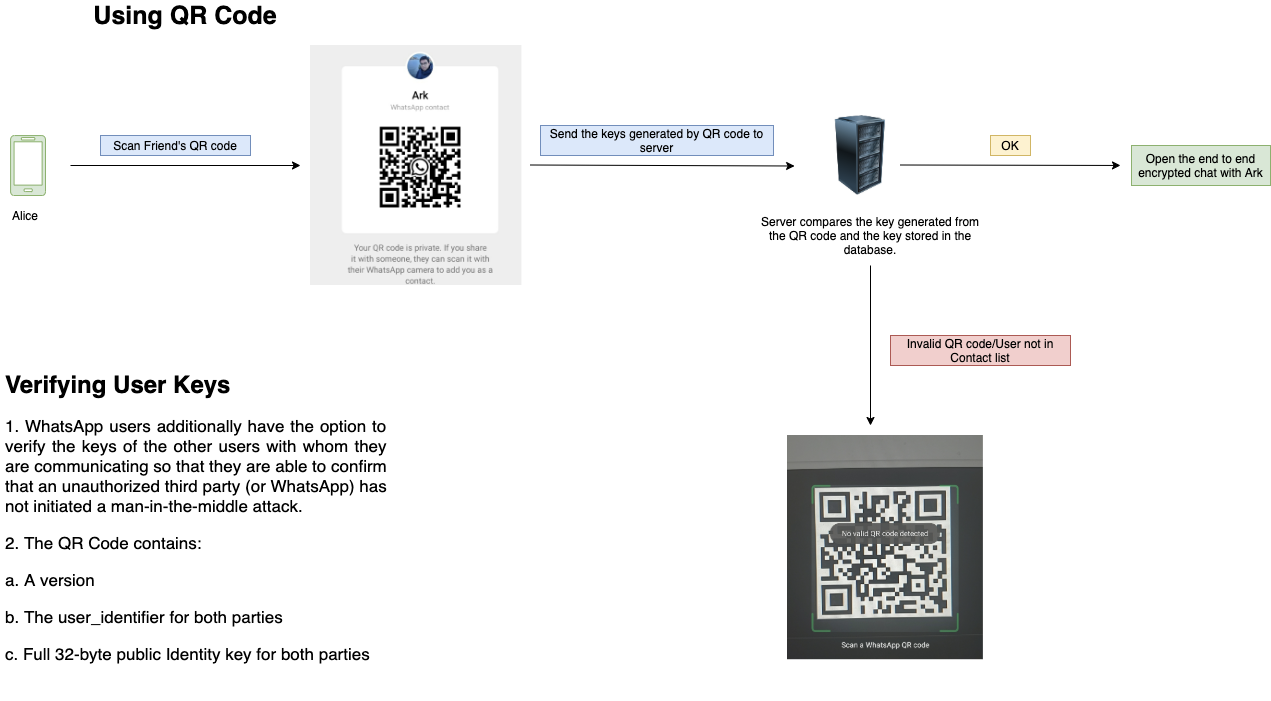 Using QR Code
Ark
WhatsApp contact
Scan Friend's QR code
Send the keys generated by QR code to
server
OK
Open the end to end
encrypted chat with Ark
Alice
Server compares the key generated from
the QR code and the key stored in the
database.
Your QR code is private. If you share
it with someone, they can scan it with
their WhatsApp camera to add you as a
contact.
Invalid QR code/User not in
Contact list
Verifying User Keys
1. WhatsApp users additionally have the option to
verify the keys of the other users with whom they
are communicating so that they are able to confirm
that an unauthorized third party (or WhatsApp) has
not initiated a man-in-the-middle attack.
2. The QR Code contains:
a. A version
b. The user_identifier for both parties
c. Full 32-byte public Identity key for both parties
No valid QR code detected
Scan a WhatsApp QR code